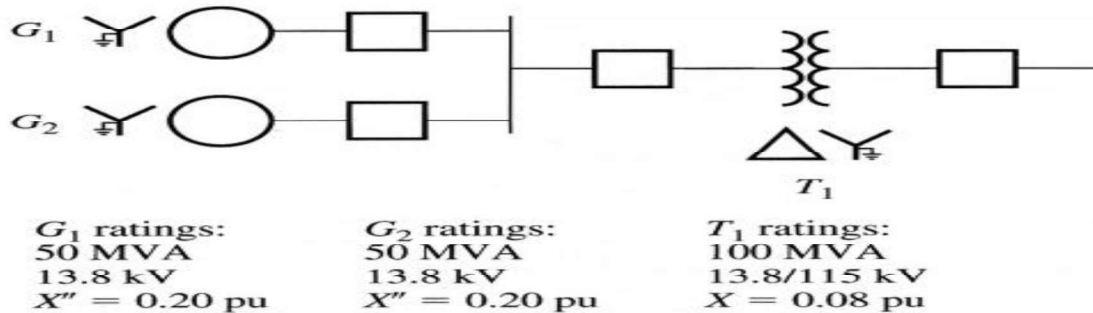 G₁
G₂
T₁
G₁ ratings:
50 MVA
13.8 kV
X″ = 0.20 pu
G₂ ratings:
50 MVA
13.8 kV
X″ = 0.20 pu
T₁ ratings:
100 MVA
13.8/115 kV
X = 0.08 pu